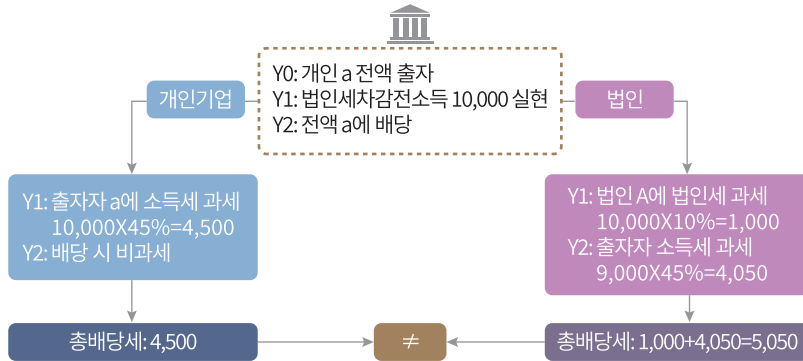 Y0: 개인 a 전액 출자
Y1: 법인세차감전소득 10,000 실현
Y2: 전액 a에 배당
개인기업
법인
Y1: 출자자 a에 소득세 과세
10,000X45%=4,500
Y2: 배당 시 비과세
Y1: 법인 A에 법인세 과세
10,000X10%=1,000
Y2: 출자자 소득세 과세
9,000X45%=4,050
총배당세: 4,500
≠
총배당세: 1,000+4,050=5,050